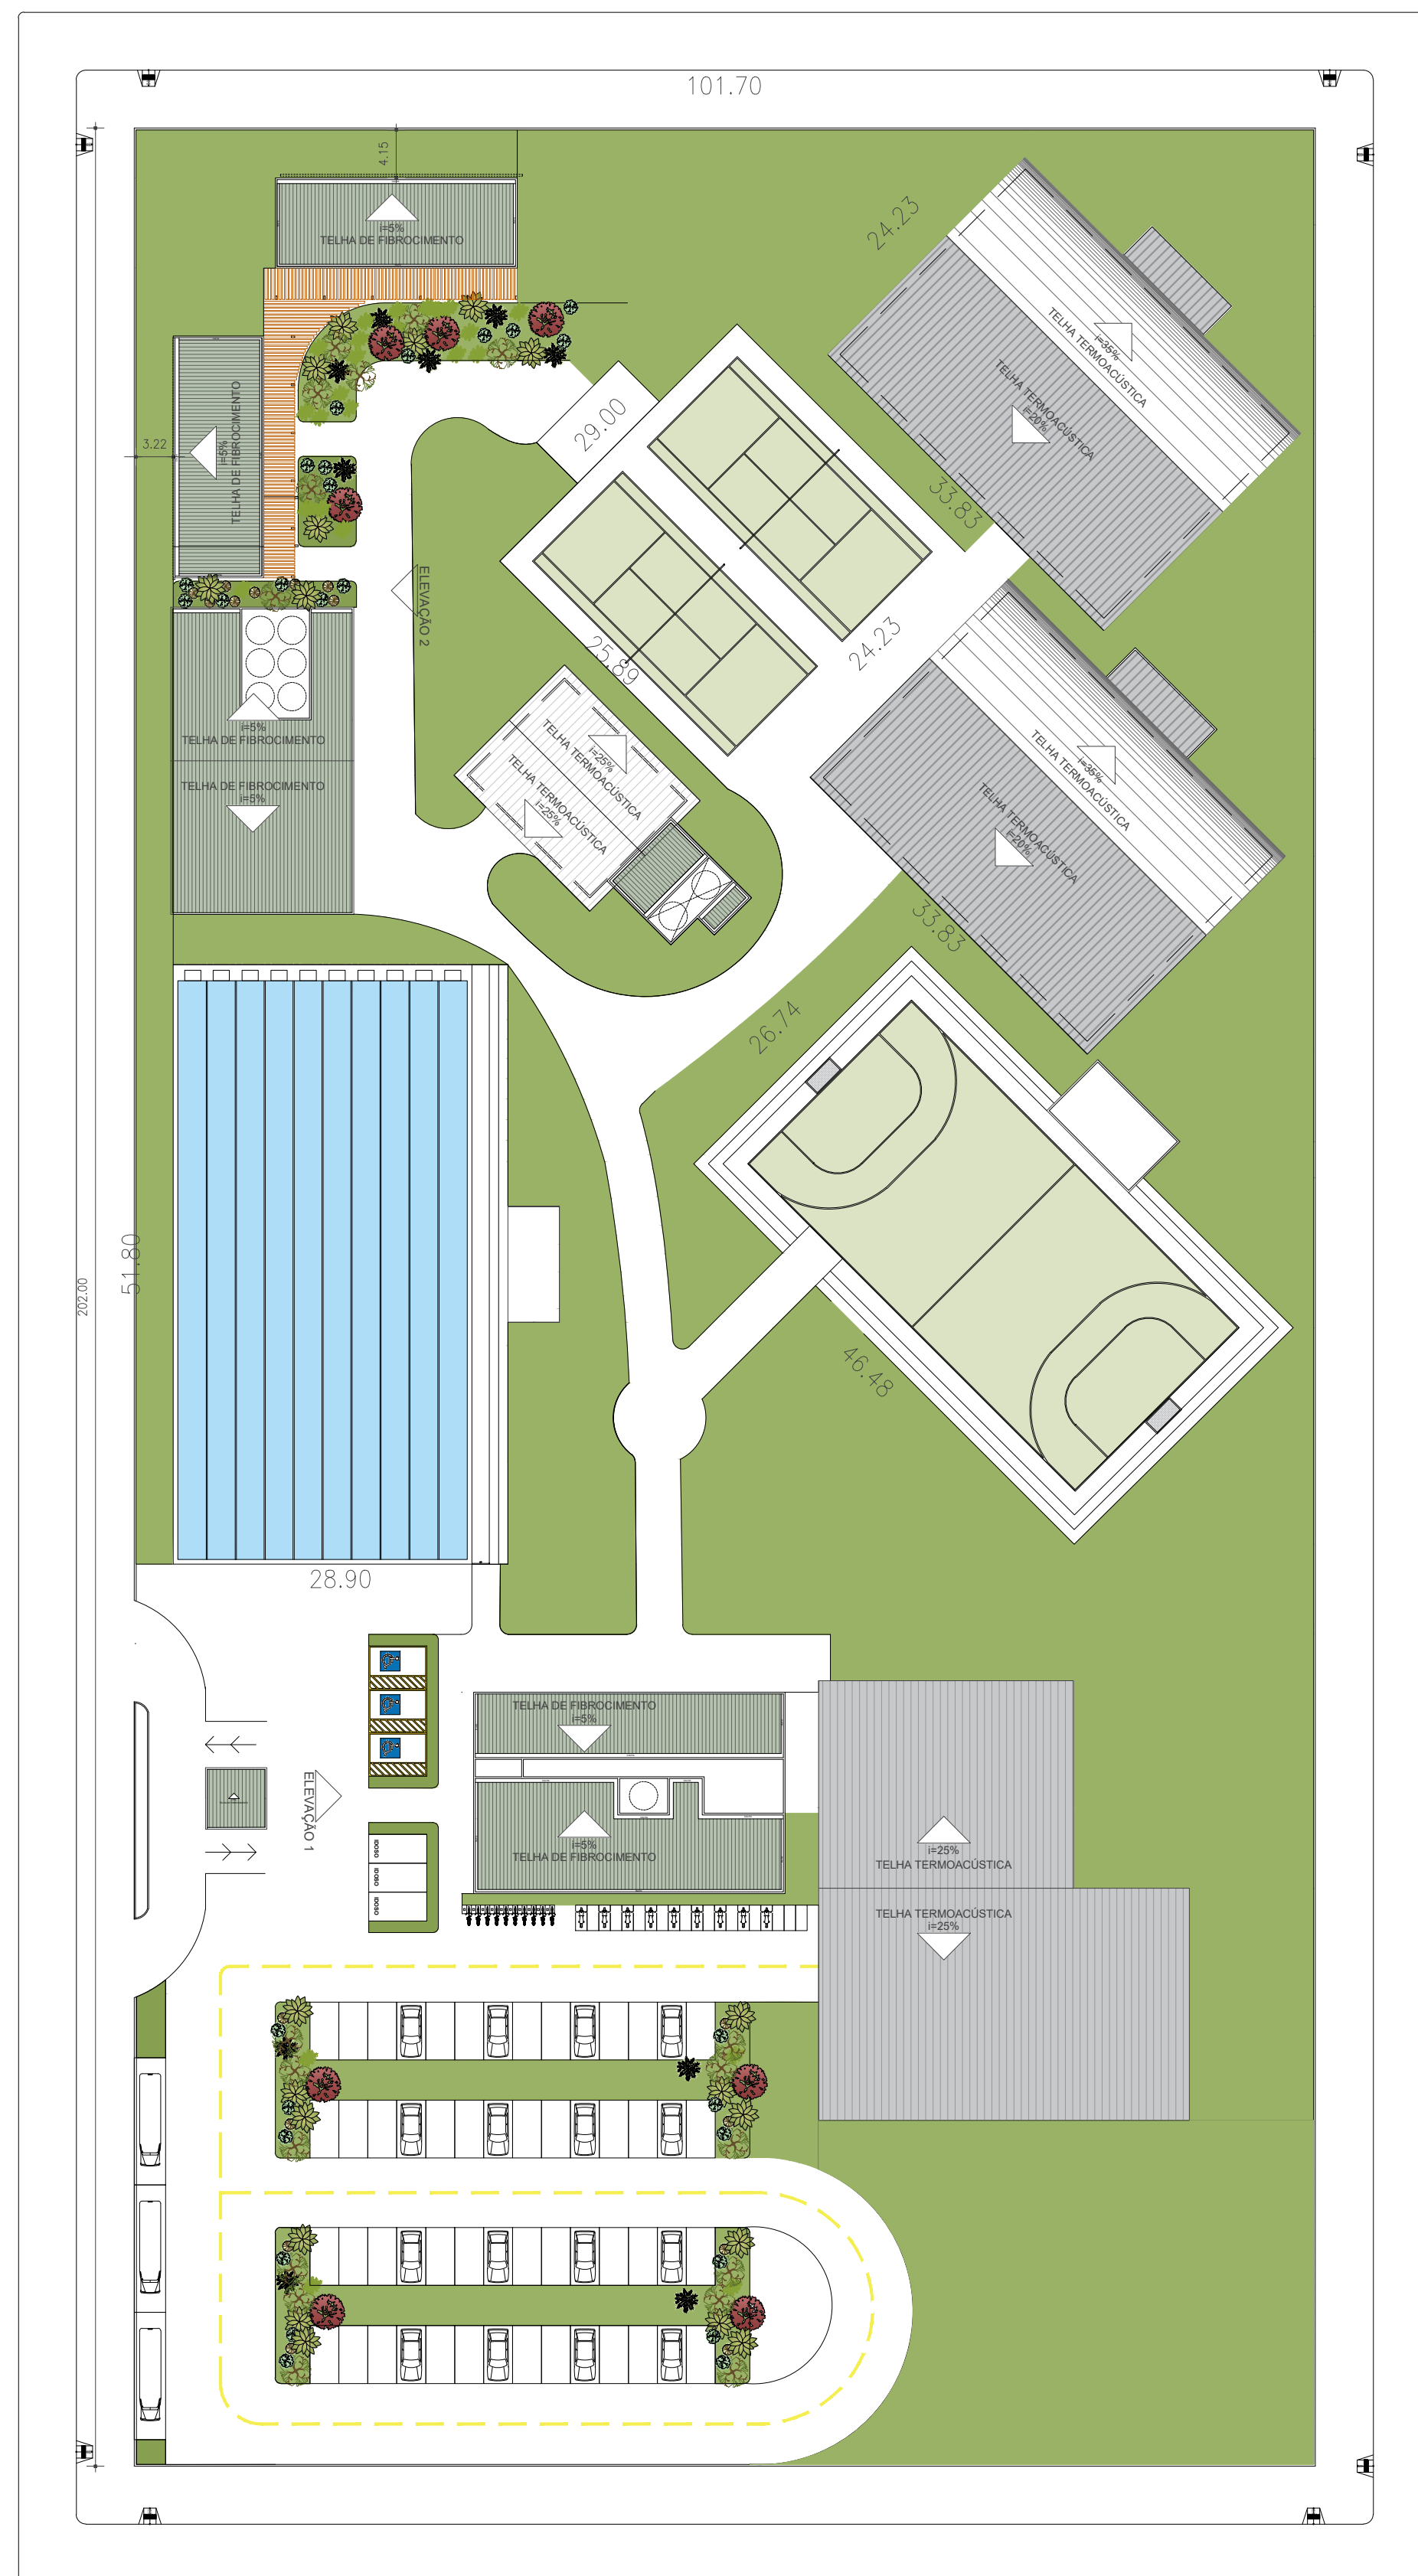 101.70
4.15
i=5%
TELHA DE FIBROCIMENTO
24.23
TELHA TERMOACÚSTICA
i=35%
TELHA TERMOACÚSTICA
i=20%
33.83
29.00
3.22
i=5%
TELHA DE FIBROCIMENTO
ELEVAÇÃO 2
25.89
24.23
i=5%
TELHA DE FIBROCIMENTO
TELHA DE FIBROCIMENTO
i=5%
TELHA TERMOACÚSTICA
i=25%
TELHA TERMOACÚSTICA
i=25%
TELHA TERMOACÚSTICA
i=35%
TELHA TERMOACÚSTICA
i=20%
33.83
26.74
51.80
202.00
46.48
28.90
TELHA DE FIBROCIMENTO
i=5%
ELEVAÇÃO 1
i=5%
TELHA DE FIBROCIMENTO
IDOSO
IDOSO
IDOSO
i=25%
TELHA TERMOACÚSTICA
TELHA TERMOACÚSTICA
i=25%